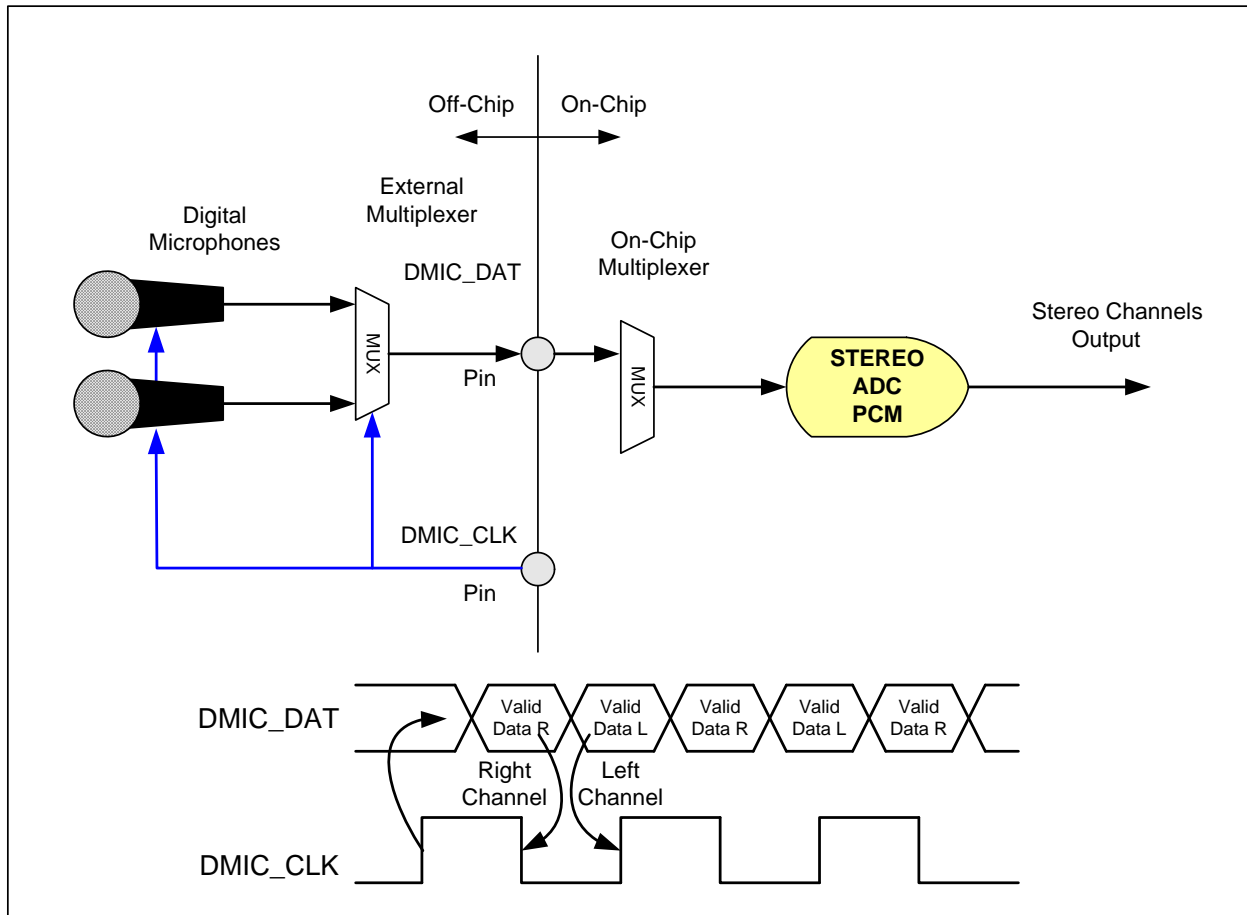 Off-Chip
On-Chip
External
Multiplexer
Digital
Microphones
On-Chip
Multiplexer
DMIC_DAT
Stereo Channels
Output
MUX
MUX
STEREO
ADC
PCM
Pin
DMIC_CLK
Pin
DMIC_DAT
Valid
Data R
Valid
Data L
Valid
Data R
Valid
Data L
Valid
Data R
Right
Channel
Left
Channel
DMIC_CLK